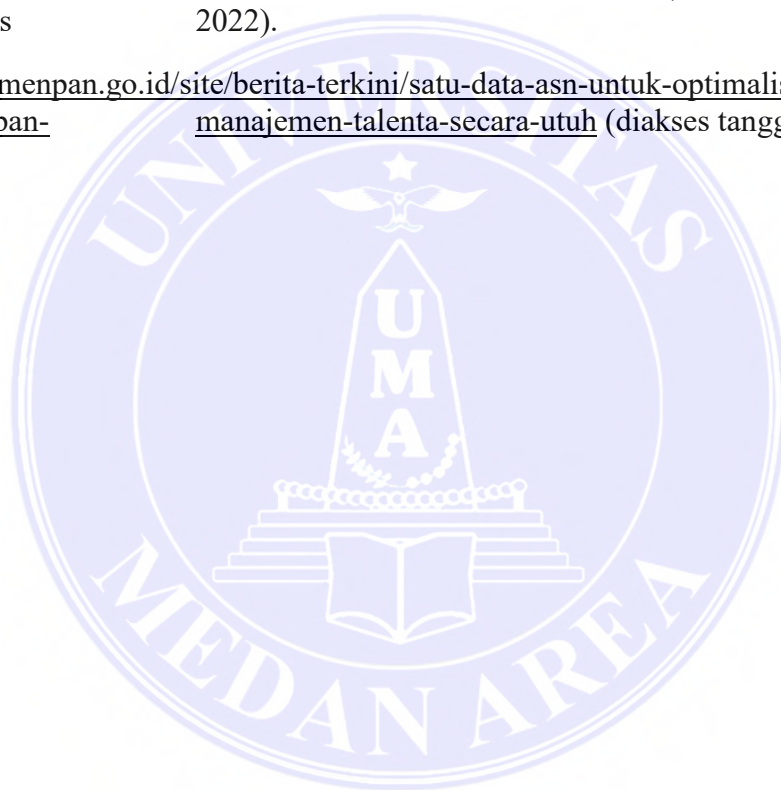 s 2022).
menpan.go.id/site/berita-terkini/satu-data-asn-untuk-optimalis
pan- manajemen-talenta-secara-utuh (diakses tangg
UNIVERSITAS
U
M
A
MEDAN AREA